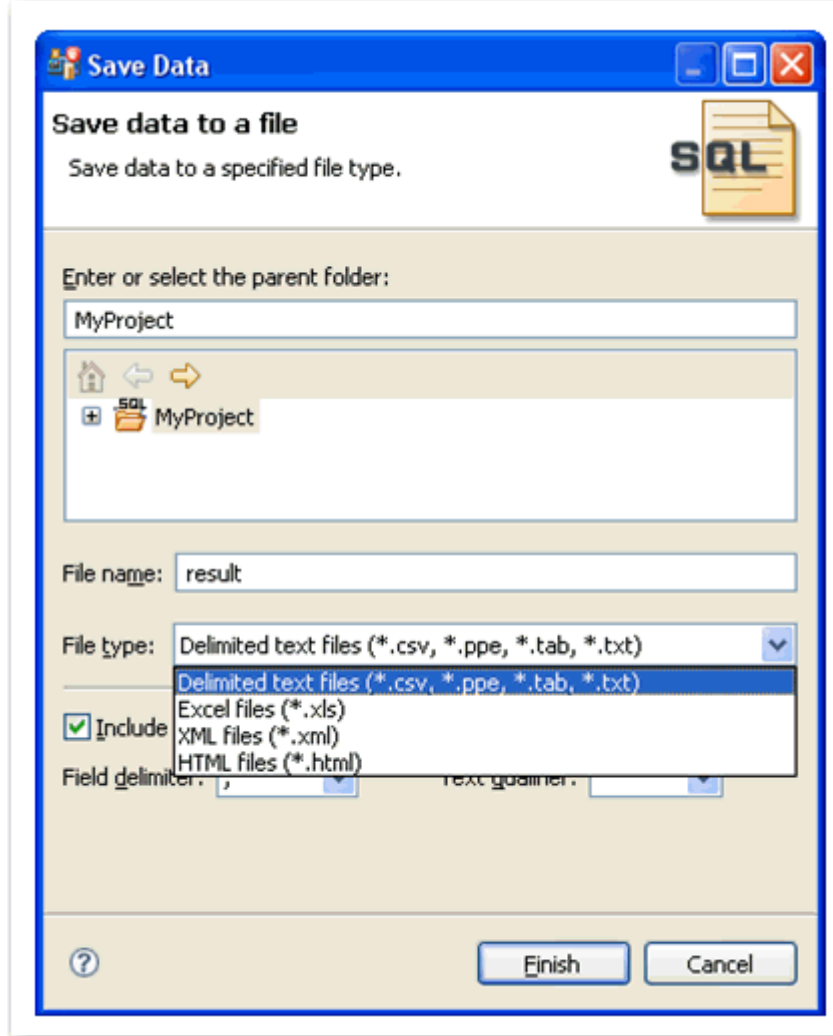 Save Data
Save data to a file
Save data to a specified file type.
SQL
Enter or select the parent folder:
MyProject
SQL
MyProject
File name: result
File type: Delimited text files (*.csv, *.ppe, *.tab, *.txt)
Delimited text files (*.csv, *.ppe, *.tab, *.txt)
Excel files (*.xls)
Include
XML files (*.xml)
HTML files (*.html)
Field delimiter: Text qualifier:
? Finish Cancel